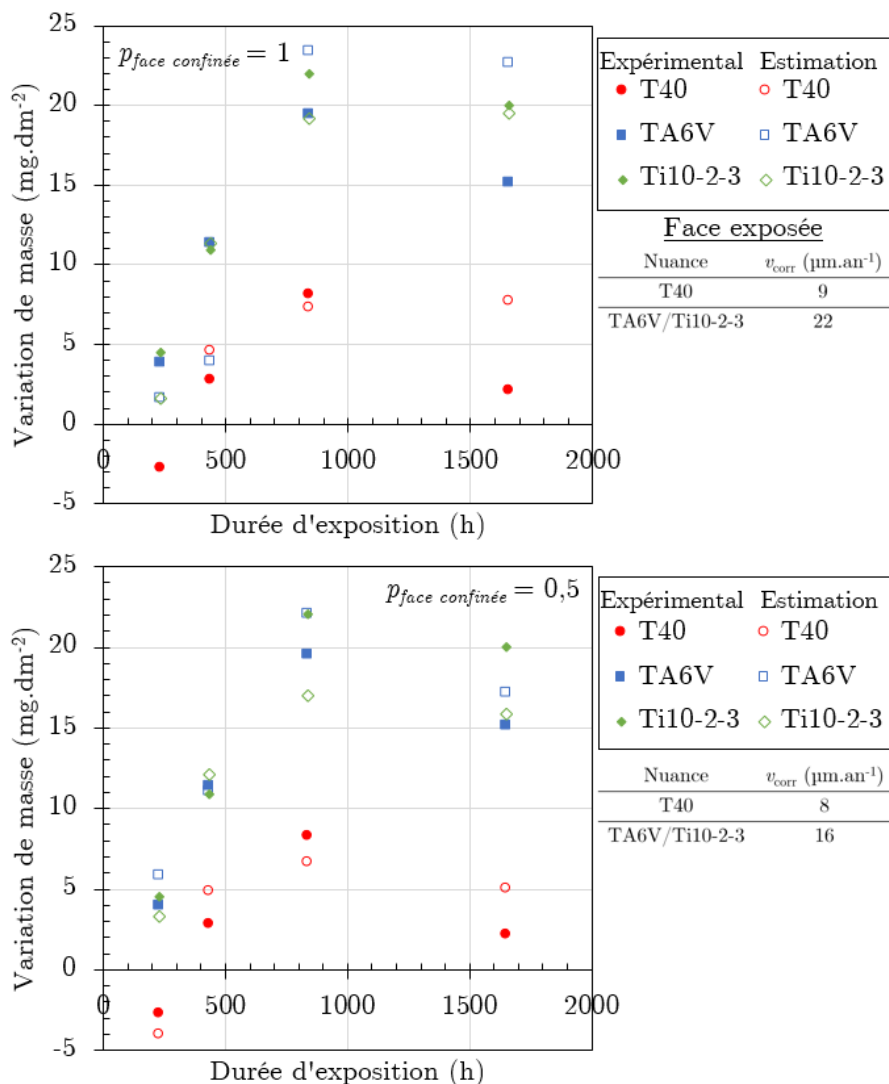 25
20
15
10
5
0
-5
0
500
1000
1500
2000
Variation de masse (mg.dm-2)
Durée d'exposition (h)
pface confinée = 1
Expérimental Estimation
T40 T40
TA6V TA6V
Ti10-2-3 Ti10-2-3
Face exposée
Nuance vcorr (µm.an-1)
T40 9
TA6V/Ti10-2-3 22
25
20
15
10
5
0
-5
0
500
1000
1500
2000
Variation de masse (mg.dm-2)
Durée d'exposition (h)
pface confinée = 0,5
Expérimental Estimation
T40 T40
TA6V TA6V
Ti10-2-3 Ti10-2-3
Nuance vcorr (µm.an-1)
T40 8
TA6V/Ti10-2-3 16